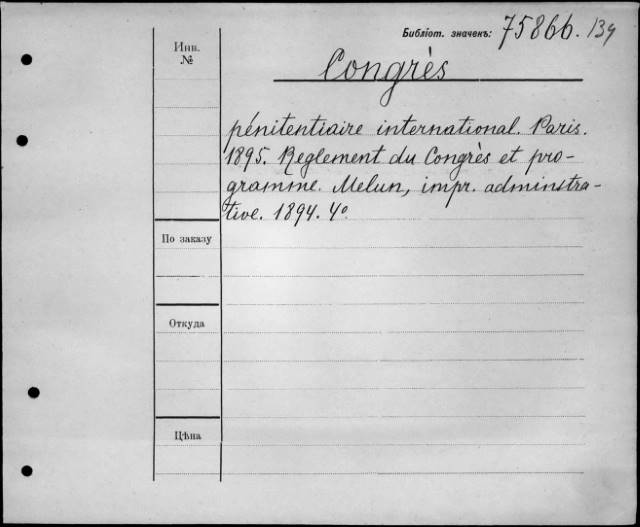 Библіот. значекъ: 75866. 139
Инв.
№
Congrès
pénitentiaire international. Paris.
1895. Reglement du Congrès et pro-
gramme. Melun, impr. adminstra-
tive. 1894. 4º
По заказу
Откуда
Цѣна